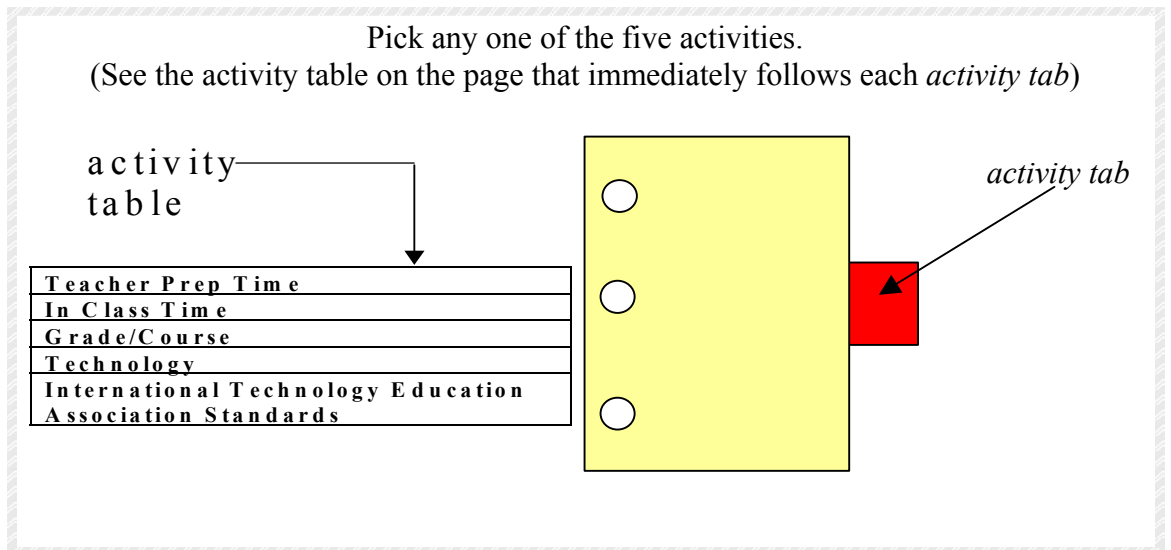 Pick any one of the five activities.
(See the activity table on the page that immediately follows each activity tab)
activity
table
activity tab
Teacher Prep Time
In Class Time
Grade/Course
Technology
International Technology Education
Association Standards